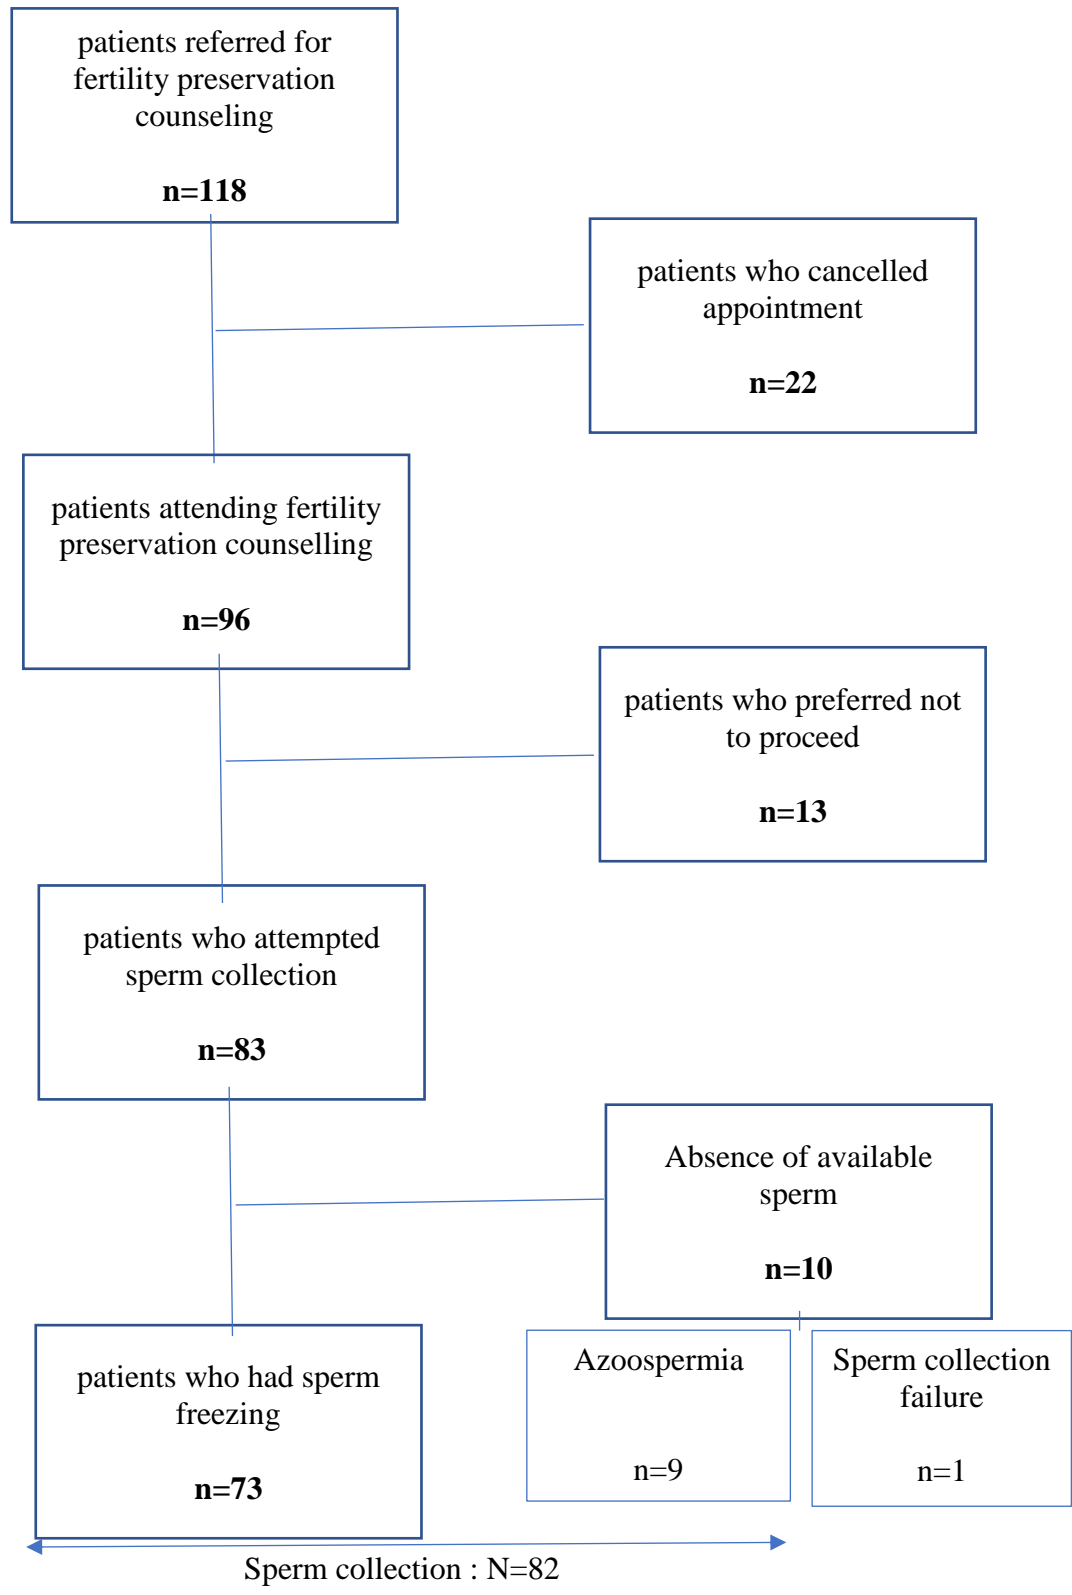 patients referred for
fertility preservation
counseling
n=118
patients who cancelled
appointment
n=22
patients attending fertility
preservation counselling
n=96
patients who preferred not
to proceed
n=13
patients who attempted
sperm collection
n=83
Absence of available
sperm
n=10
patients who had sperm
freezing
n=73
Azoospermia
n=9
Sperm collection
failure
n=1
Sperm collection : N=82